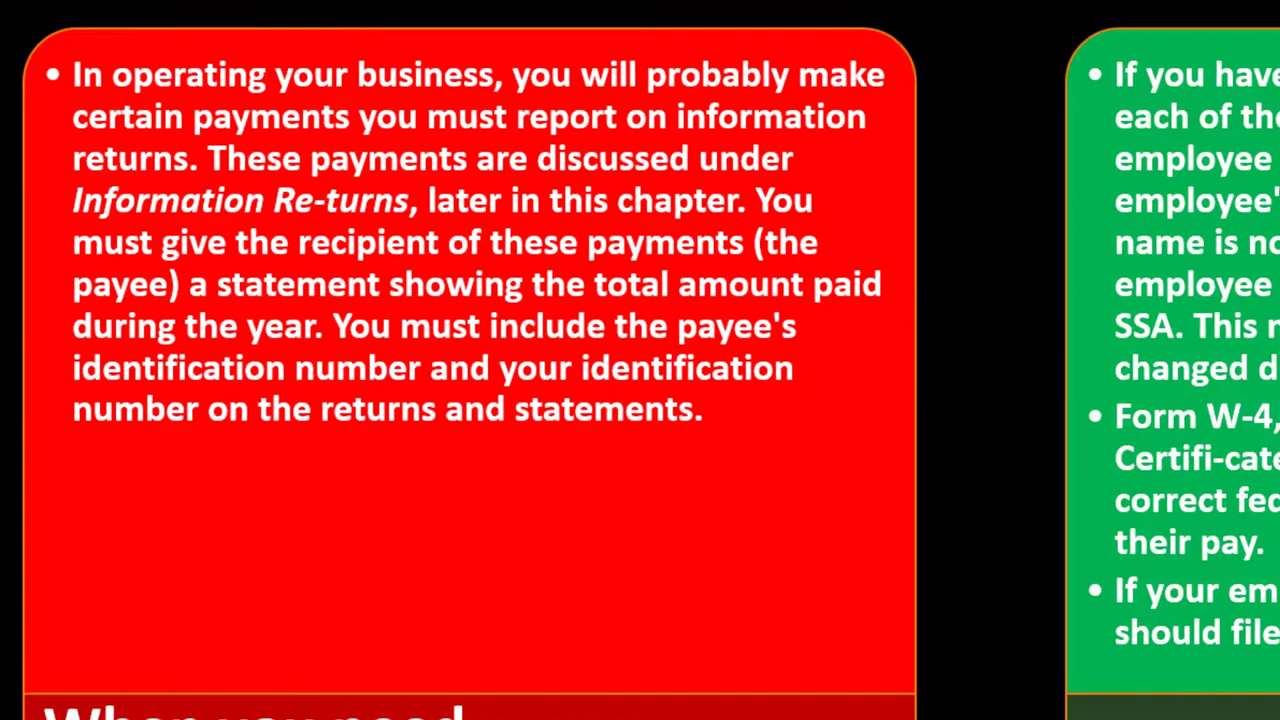 • In operating your business, you will probably make
certain payments you must report on information
returns. These payments are discussed under
Information Re-turns, later in this chapter. You
must give the recipient of these payments (the
payee) a statement showing the total amount paid
during the year. You must include the payee's
identification number and your identification
number on the returns and statements.
When you need
• If you have
each of the
employee
employee'
name is no
employee
SSA. This
changed d
• Form W-4,
Certifi-cate
correct fed
their pay.
• If your em
should file